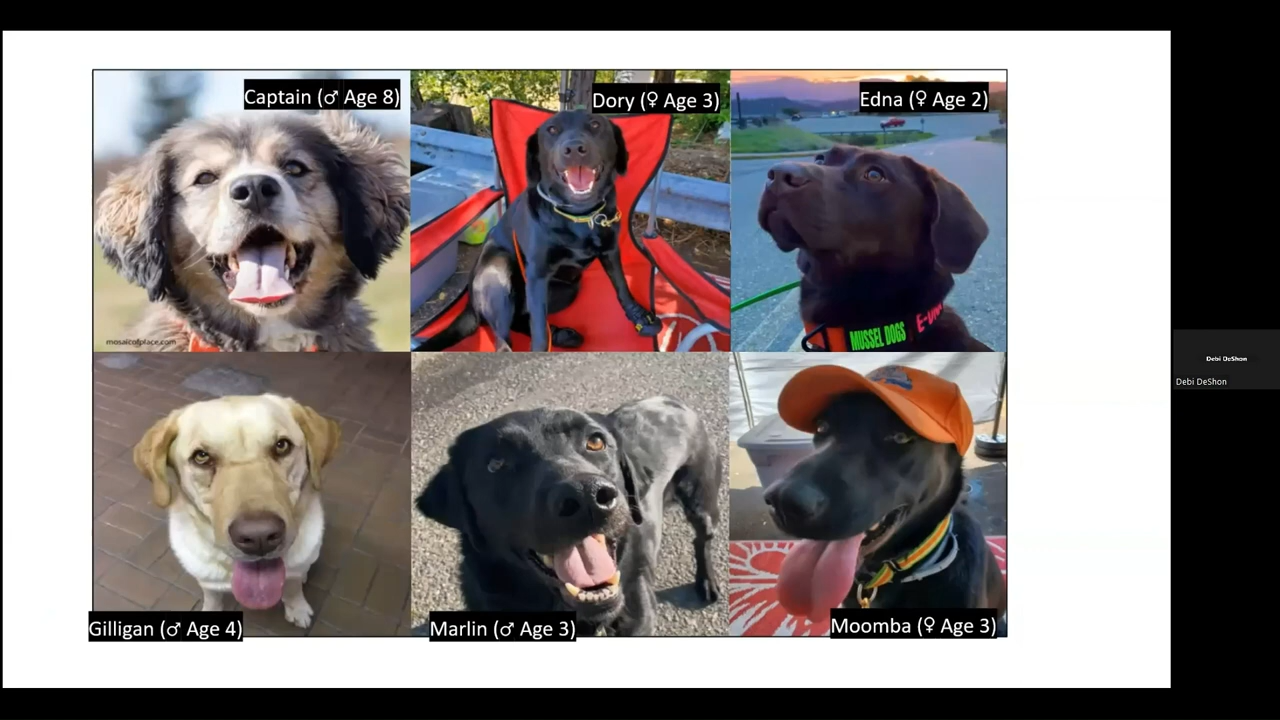 Captain (♂ Age 8)
Dory (♀ Age 3)
Edna (♀ Age 2)
MUSSEL DOGS
mosaicofplace.com
Debi DeShon
Debi DeShon
Gilligan (♂ Age 4)
Marlin (♂ Age 3)
Moomba (♀ Age 3)